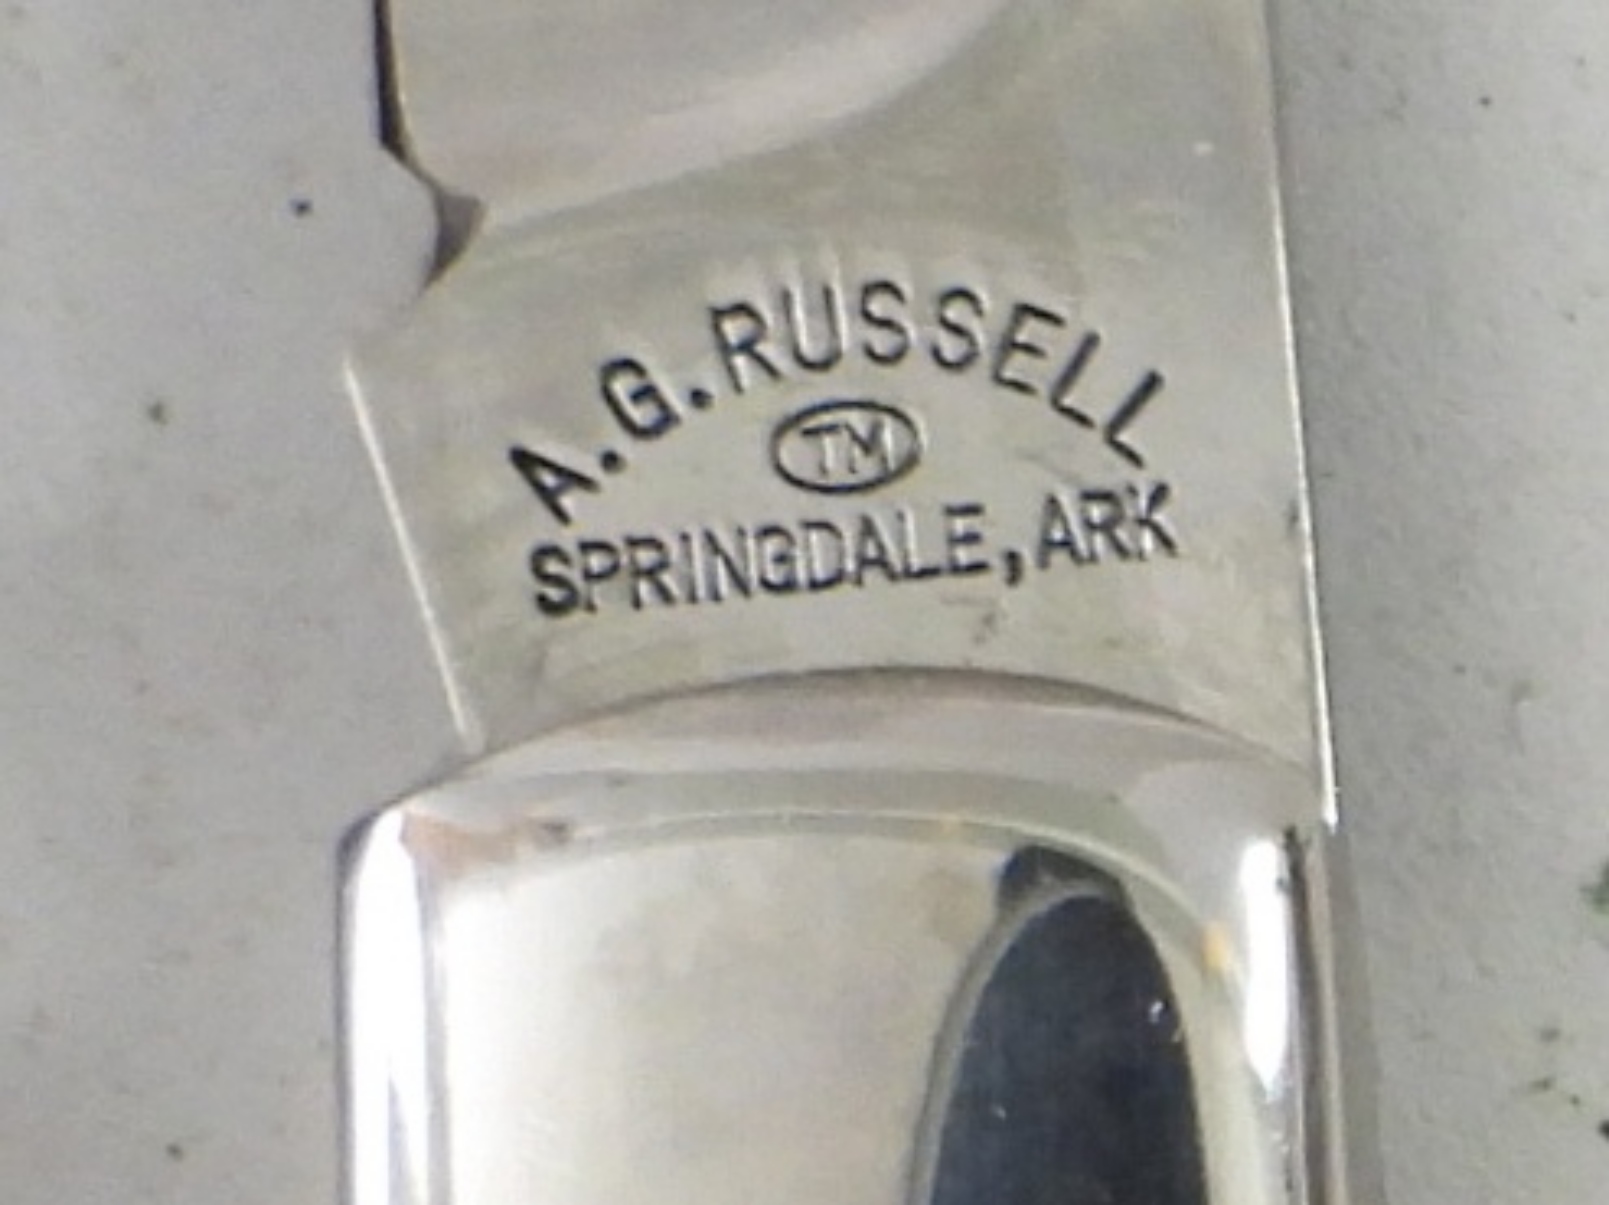 A.G.RUSSELL
TM
SPRINGDALE, ARK